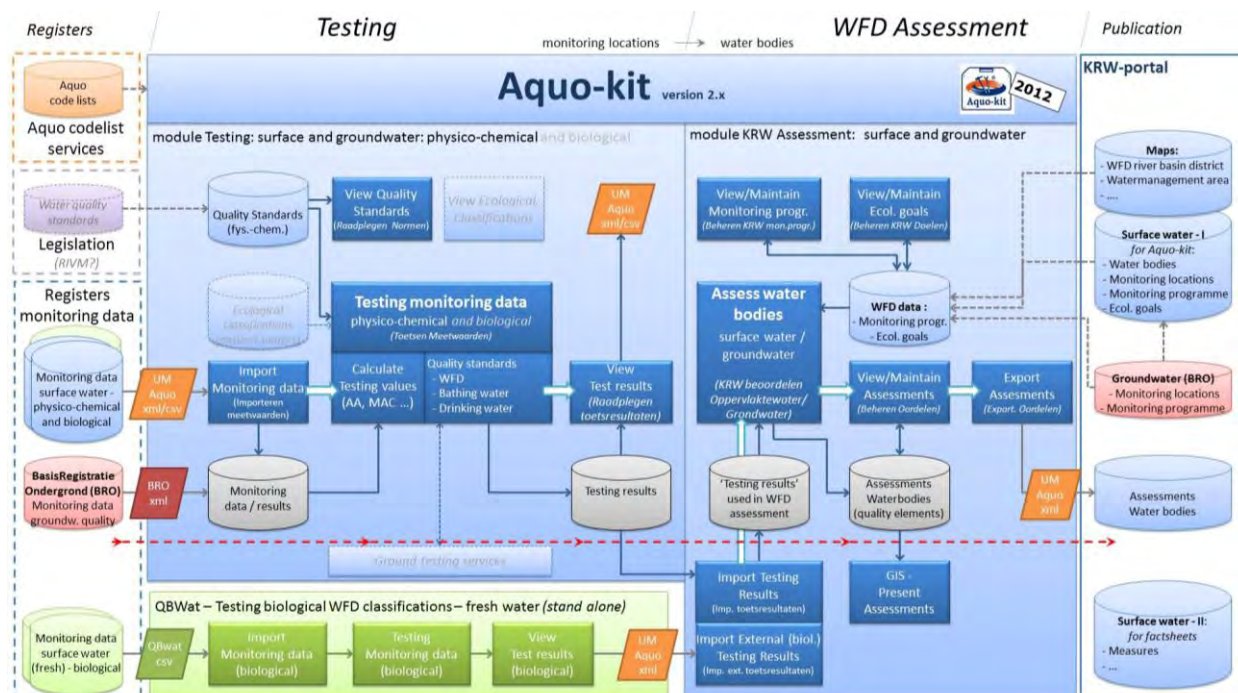 Registers
Testing
WFD Assessment
Publication
monitoring locations
water bodies
Aqua
code lists
Aquo codelist
services
Water quality
standards
Legislation
(RIVM?)
Registers
monitoring data
Monitoring data
surface water -
physico-chemical
and biological
UM
Aquo
xml/csv
BasisRegistratie
Ondergrond (BRO)
Monitoring data
groundw. quality
BRO
xml
Monitoring data
surface water
(fresh) - biological
QBwat
csv
Aquo-kit version 2.x
Aquo-kit
2012
module Testing: surface and groundwater: physico-chemical and biological
Quality Standards
(fys.-chem.)
View Quality
Standards
(Raadplegen Normen)
View Ecological
Classifications
UM
Aquo
xml/csv
Ecological
Classifications
Testing monitoring data
physico-chemical and biological
(Toetsen Meetwaarden)
Import
Monitoring data
(Importeren
meetwaarden)
Calculate
Testing values
(AA, MAC ...)
Quality standards
- WFD
- Bathing water
- Drinking water
View
Test results
(Raadplegen
toetsresultaten)
Monitoring
data / results
Testing results
Ground Testing services
QBWat – Testing biological WFD classifications – fresh water (stand alone)
Import
Monitoring data
(biological)
Testing
Monitoring data
(biological)
View
Test results
(biological)
UM
Aquo
xml
module KRW Assessment: surface and groundwater
View/Maintain
Monitoring progr.
(Beheren KRW mon.progr.)
View/Maintain
Ecol. goals
(Beheren KRW Doelen)
Assess water
bodies
surface water /
groundwater
(KRW beoordelen
Oppervlaktewater/
Grondwater)
WFD data :
- Monitoring progr.
- Ecol. goals
View/Maintain
Assessments
(Beheren Oordelen)
Export
Assesments
(Export. Oordelen)
'Testing results'
used in WFD
assessment
Assessments
Waterbodies
(quality elements)
UM
Aquo
xml
Import Testing
Results
(Imp. toetsresultaten)
GIS -
Present
Assessments
Import External (biol.)
Testing Results
(Imp. ext. toetsresultaten)
KRW-portal
Maps:
- WFD river basin district
- Watermanagement area
- ....
Surface water - I
for Aquo-kit:
- Water bodies
- Monitoring locations
- Monitoring programme
- Ecol. goals
Groundwater (BRO)
- Monitoring locations
- Monitoring programme
Assessments
Water bodies
Surface water - II:
for factsheets
- Measures
- ...